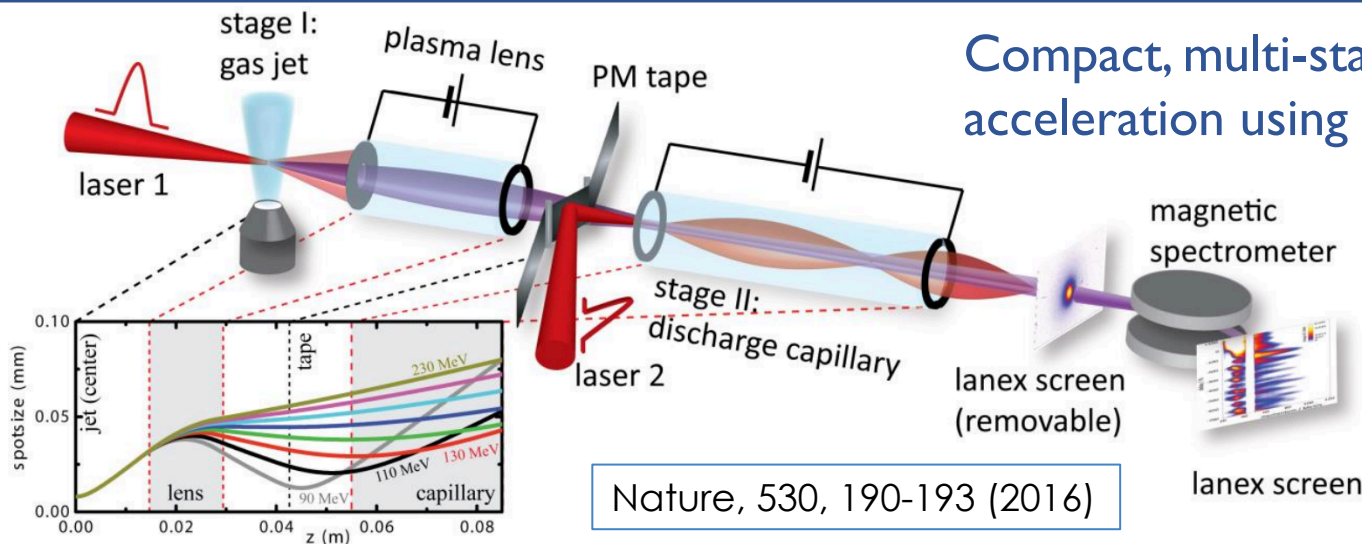 stage I:
gas jet
plasma lens
PM tape
Compact, multi-sta
acceleration using
laser 1
magnetic
spectrometer
stage II:
discharge capillary
laser 2
lanex screen
(removable)
lanex screen
0.10
0.05
0.00
spotsize (mm)
jet (center)
tape
230 MeV
130 MeV
110 MeV
90 MeV
lens
capillary
0.00 0.02 0.04 0.06 0.08
z (m)
Nature, 530, 190-193 (2016)